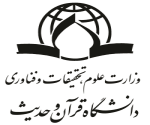 وزارت علوم، تحقیقات و فناوری
دانشگاه قرآن و حدیث